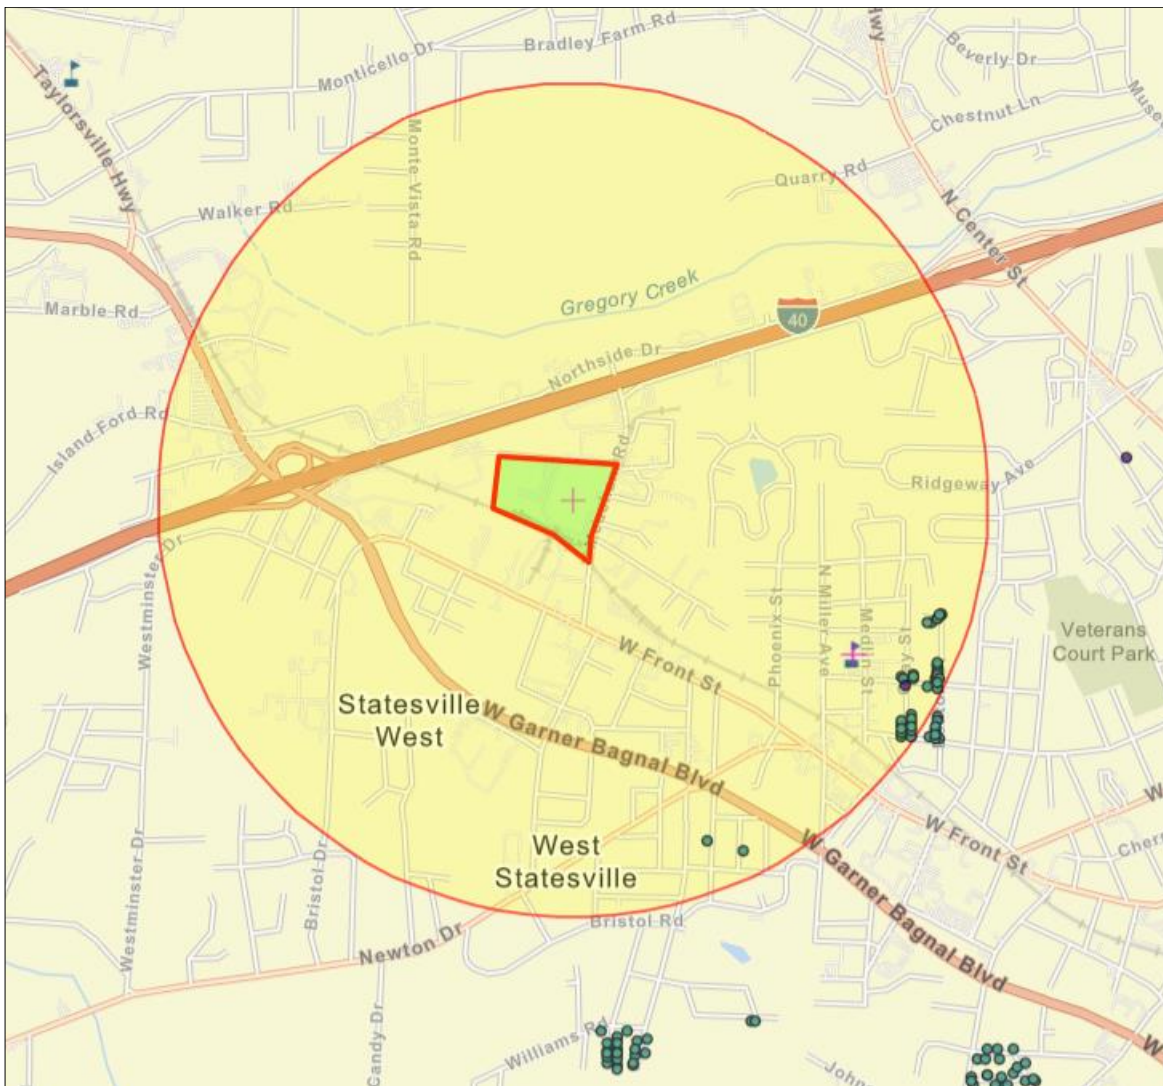 Hwy
Bradley Farm Rd
Beverly Dr
Monticello Dr
Taylorsville Hwy
Chestnut Ln
Monte Vista Rd
Quarry Rd
Walker Rd
N Center St
Gregory Creek
Marble Rd
40
Northside Dr
Island Ford Rd
Rd
Ridgeway Ave
Westminster Dr
Phoenix St
N Miller Ave
Medlin St
Veterans
Court Park
W Front St
Statesville
West
W Garner Bagnal Blvd
W Front St
West
Statesville
W Garner Bagnal Blvd
Westminster Dr
Bristol Dr
Bristol Rd
Newton Dr
Candy Dr
Williams Rd
W